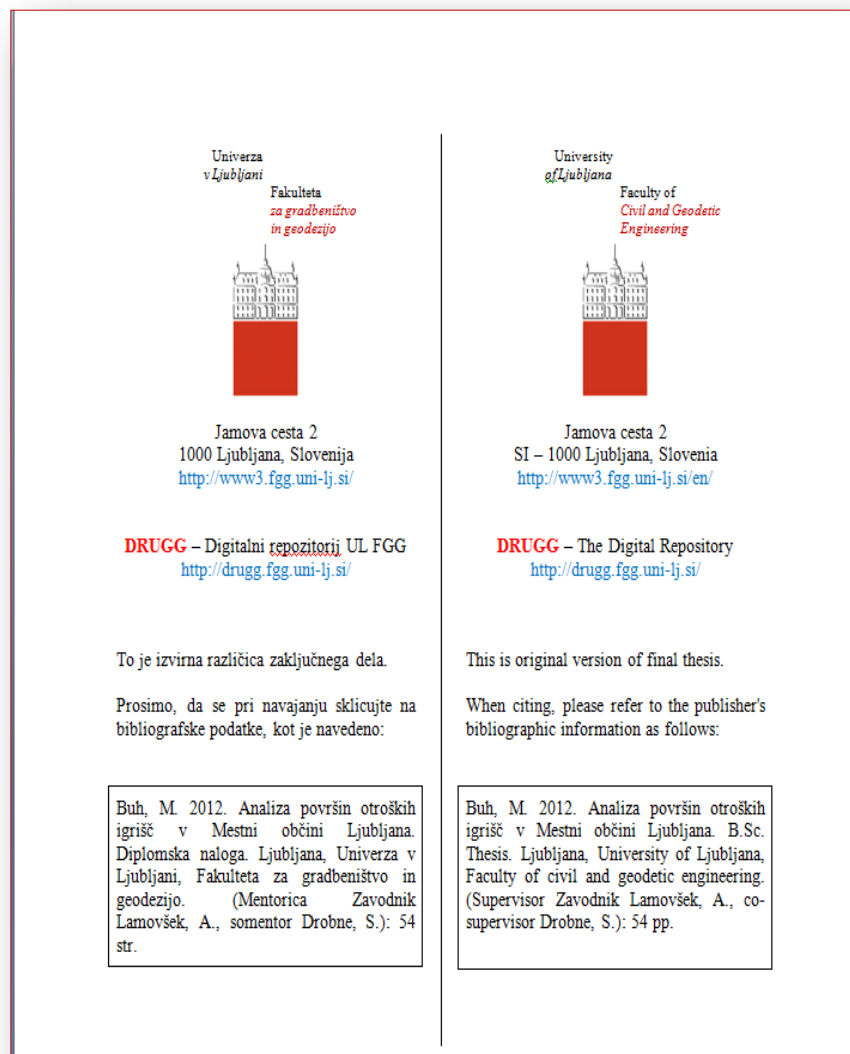 Univerza
v Ljubljani
Fakulteta
za gradbeništvo
in geodezijo
Jamova cesta 2
1000 Ljubljana, Slovenija
http://www3.fgg.uni-lj.si/
DRUGG – Digitalni repozitorij UL FGG
http://drugg.fgg.uni-lj.si/
To je izvirna različica zaključnega dela.
Prosimo, da se pri navajanju sklicujte na
bibliografske podatke, kot je navedeno:
Buh, M. 2012. Analiza površin otroških
igrišč v Mestni občini Ljubljana.
Diplomska naloga. Ljubljana, Univerza v
Ljubljani, Fakulteta za gradbeništvo in
geodezijo. (Mentorica Zavodnik
Lamovšek, A., somentor Drobne, S.): 54
str.
University
of Ljubljana
Faculty of
Civil and Geodetic
Engineering
Jamova cesta 2
SI – 1000 Ljubljana, Slovenia
http://www3.fgg.uni-lj.si/en/
DRUGG – The Digital Repository
http://drugg.fgg.uni-lj.si/
This is original version of final thesis.
When citing, please refer to the publisher's
bibliographic information as follows:
Buh, M. 2012. Analiza površin otroških
igrišč v Mestni občini Ljubljana. B.Sc.
Thesis. Ljubljana, University of Ljubljana,
Faculty of civil and geodetic engineering.
(Supervisor Zavodnik Lamovšek, A., co-
supervisor Drobne, S.): 54 pp.